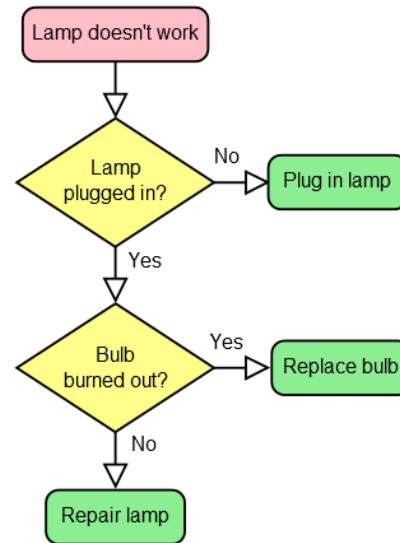 Lamp doesn't work
Lamp
plugged in?
No
Plug in lamp
Yes
Bulb
burned out?
Yes
Replace bulb
No
Repair lamp